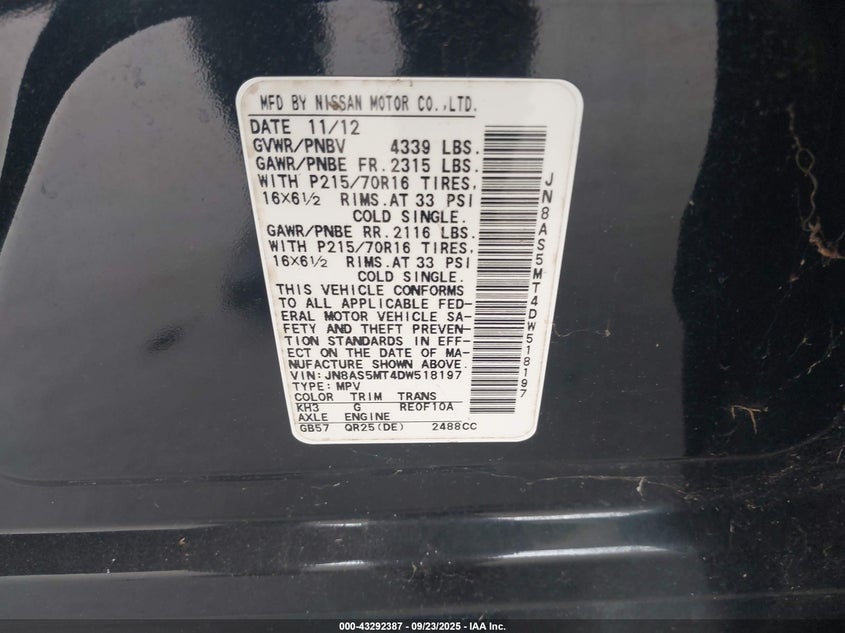 MFD BY NISSAN MOTOR CO.,LTD.
DATE 11/12
GVWR/PNBV 4339 LBS.
GAWR/PNBE FR. 2315 LBS.
WITH P215/70R16 TIRES,
16X6½ RIMS. AT 33 PSI
COLD SINGLE.
GAWR/PNBE RR. 2116 LBS.
WITH P215/70R16 TIRES,
16X6½ RIMS. AT 33 PSI
COLD SINGLE.
THIS VEHICLE CONFORMS
TO ALL APPLICABLE FED-
ERAL MOTOR VEHICLE SA-
FETY AND THEFT PREVEN-
TION STANDARDS IN EFF-
ECT ON THE DATE OF MA-
NUFACTURE SHOWN ABOVE.
VIN: JN8AS5MT4DW518197
TYPE: MPV
COLOR TRIM TRANS
KH3 G RE0F10A
AXLE ENGINE
GB57 QR25(DE) 2488CC
JN8AS5MT4DW518197
000-43292387 - 09/23/2025 - IAA Inc.